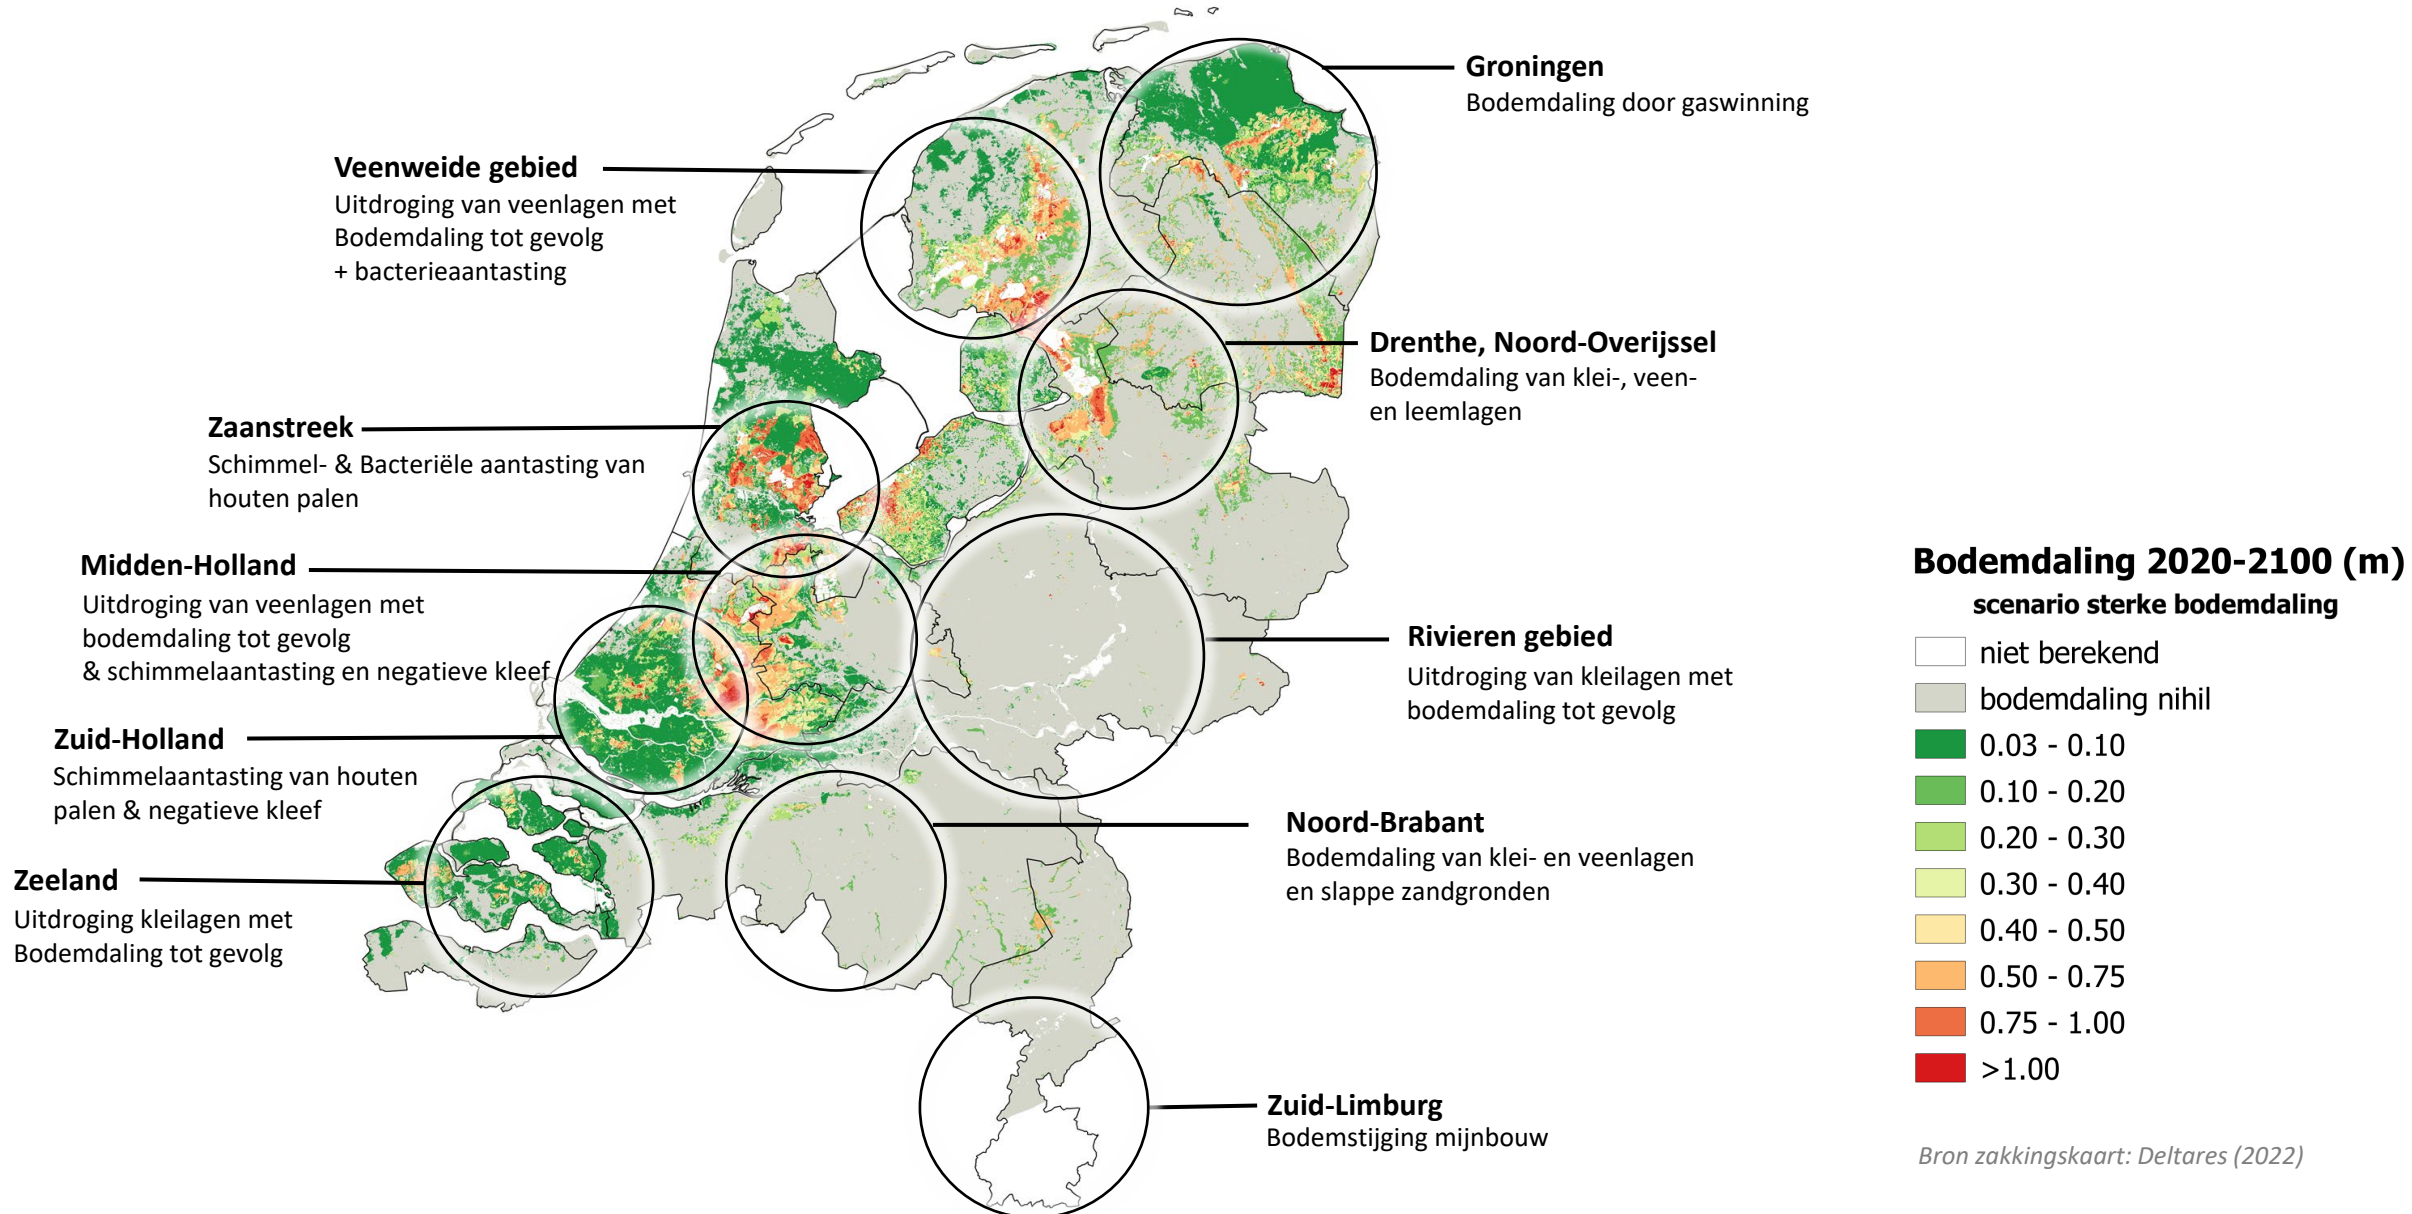 Groningen
Bodemdaling door gaswinning
Veenweide gebied
Uitdroging van veenlagen met
Bodemdaling tot gevolg
+ bacterieaantasting
Drenthe, Noord-Overijssel
Bodemdaling van klei-, veen-
en leemlagen
Zaanstreek
Schimmel- & Bacteriële aantasting van
houten palen
Midden-Holland
Uitdroging van veenlagen met
bodemdaling tot gevolg
& schimmelaantasting en negatieve kleef
Rivieren gebied
Uitdroging van kleilagen met
bodemdaling tot gevolg
Zuid-Holland
Schimmelaantasting van houten
palen & negatieve kleef
Noord-Brabant
Bodemdaling van klei- en veenlagen
en slappe zandgronden
Zeeland
Uitdroging kleilagen met
Bodemdaling tot gevolg
Zuid-Limburg
Bodemstijging mijnbouw
Bodemdaling 2020-2100 (m)
scenario sterke bodemdaling
niet berekend
bodemdaling nihil
0.03 - 0.10
0.10 - 0.20
0.20 - 0.30
0.30 - 0.40
0.40 - 0.50
0.50 - 0.75
0.75 - 1.00
>1.00
Bron zakkingskaart: Deltares (2022)